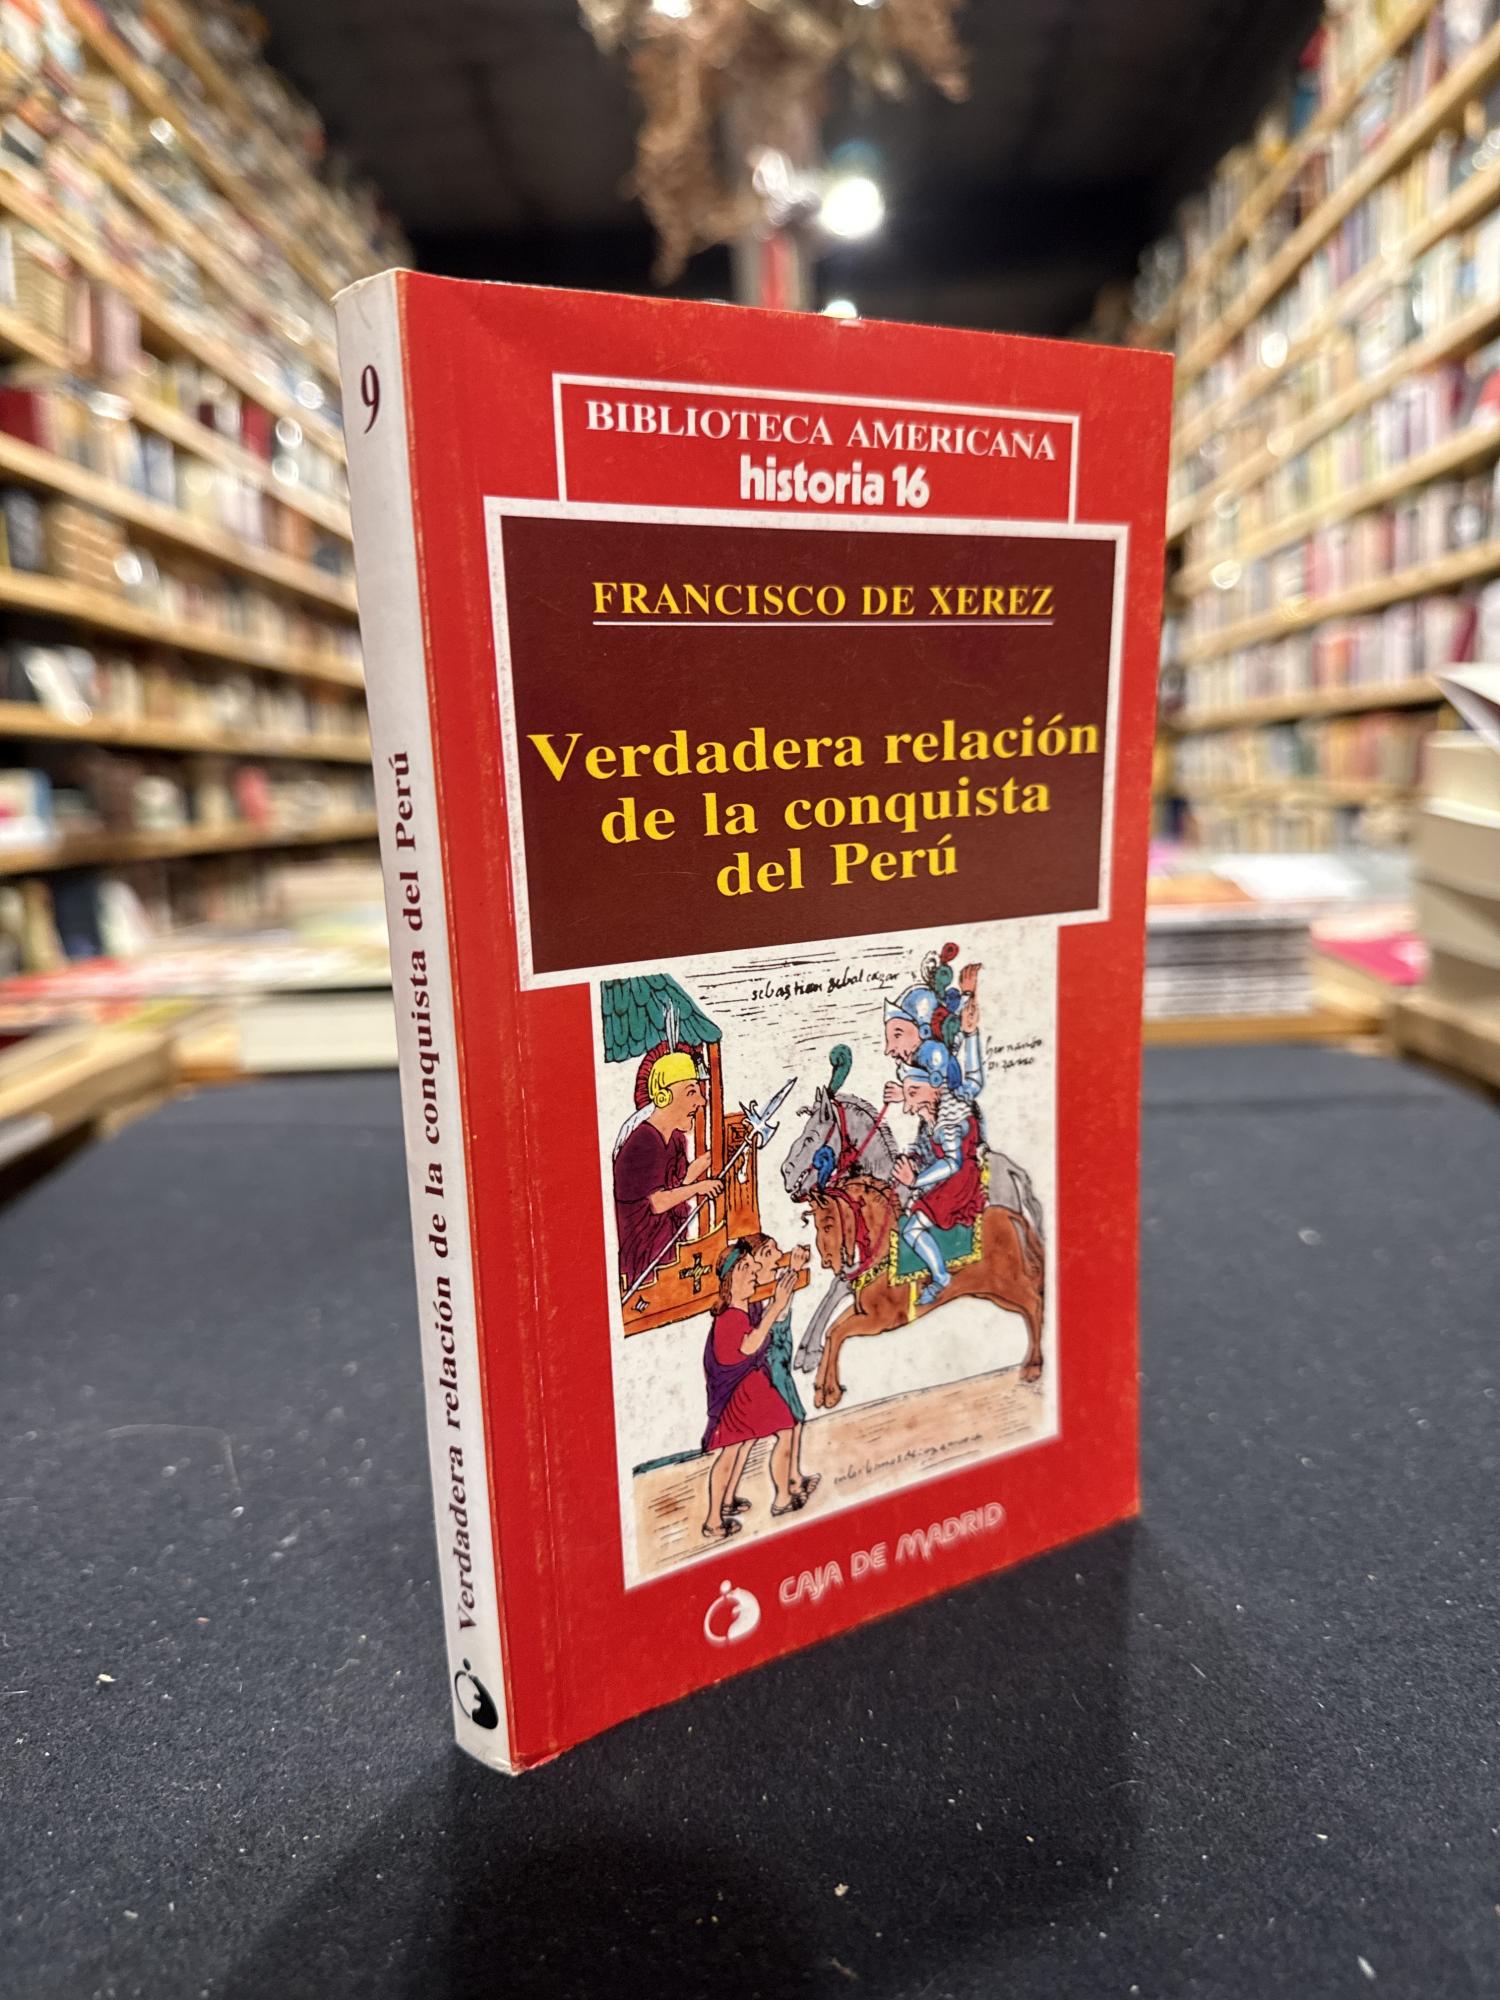 9
Verdadera relación de la conquista del Perú
BIBLIOTECA AMERICANA
historia 16
FRANCISCO DE XEREZ
Verdadera relación
de la conquista
del Perú
sebastian
CAJA DE MADRID